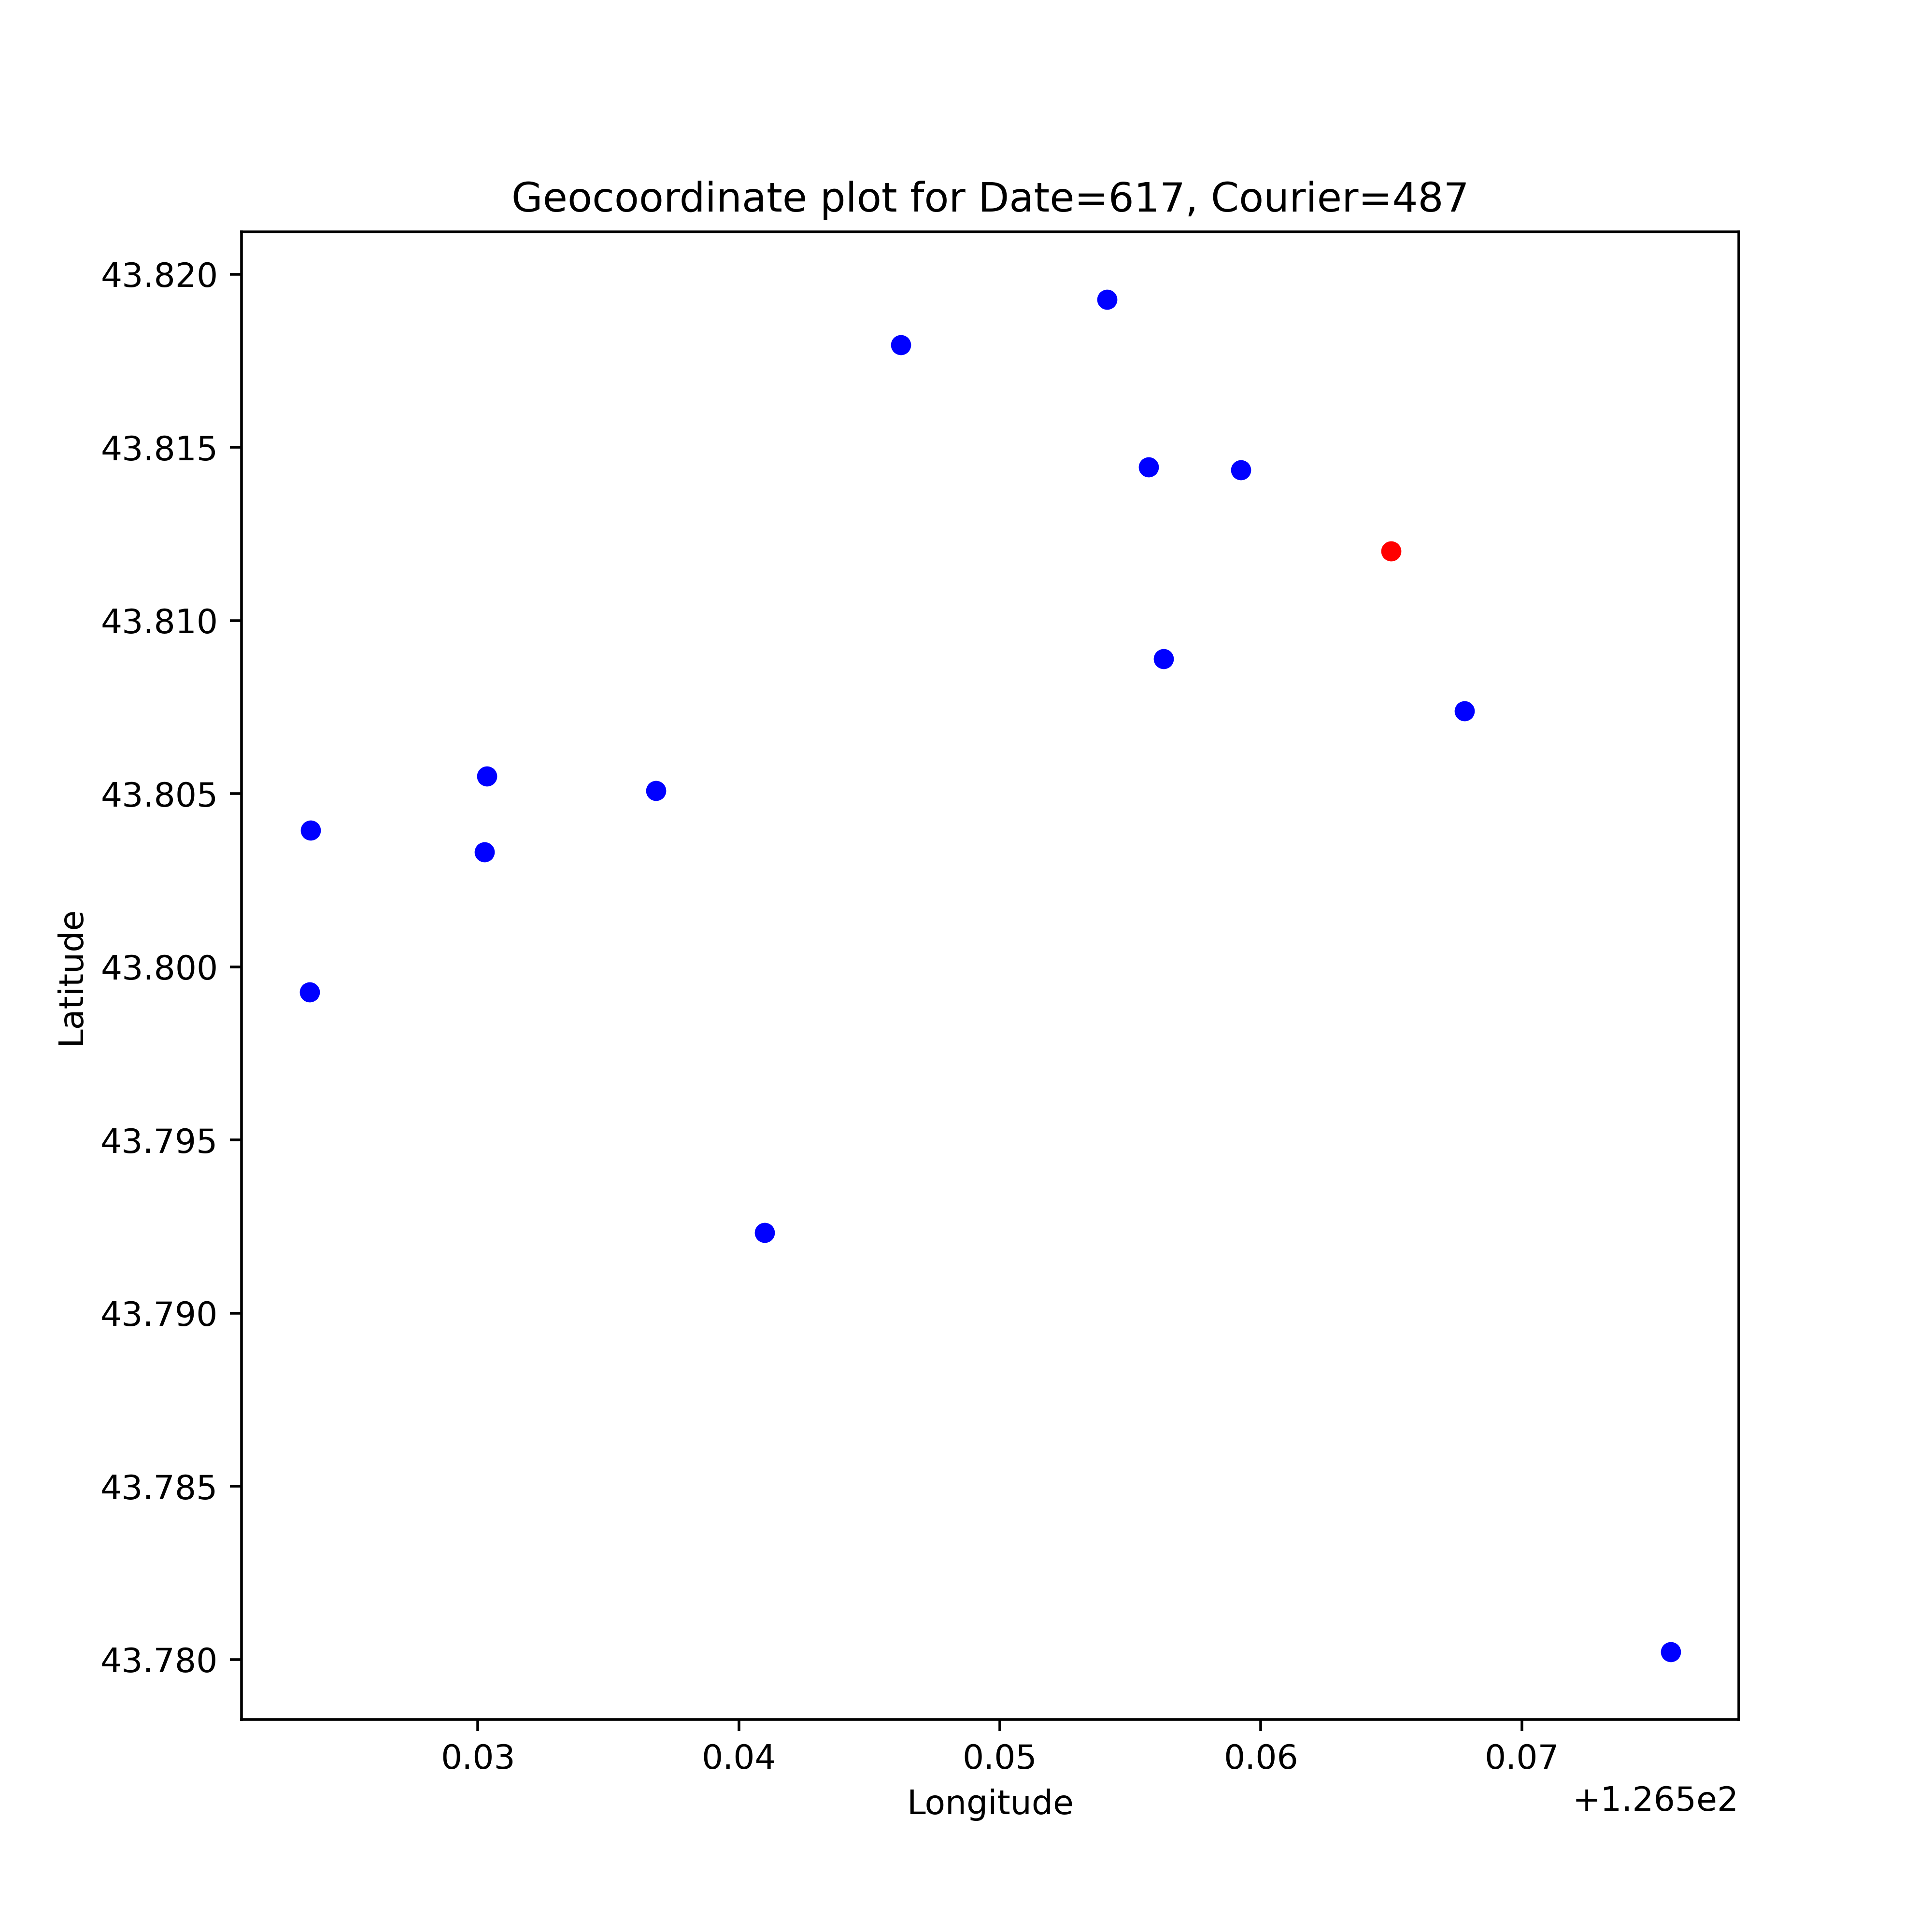 Geocoordinate plot for Date=617, Courier=487
43.820
43.815
43.810
43.805
43.800
43.795
43.790
43.785
43.780
Latitude
0.03 0.04 0.05 0.06 0.07
Longitude
+1.265e2